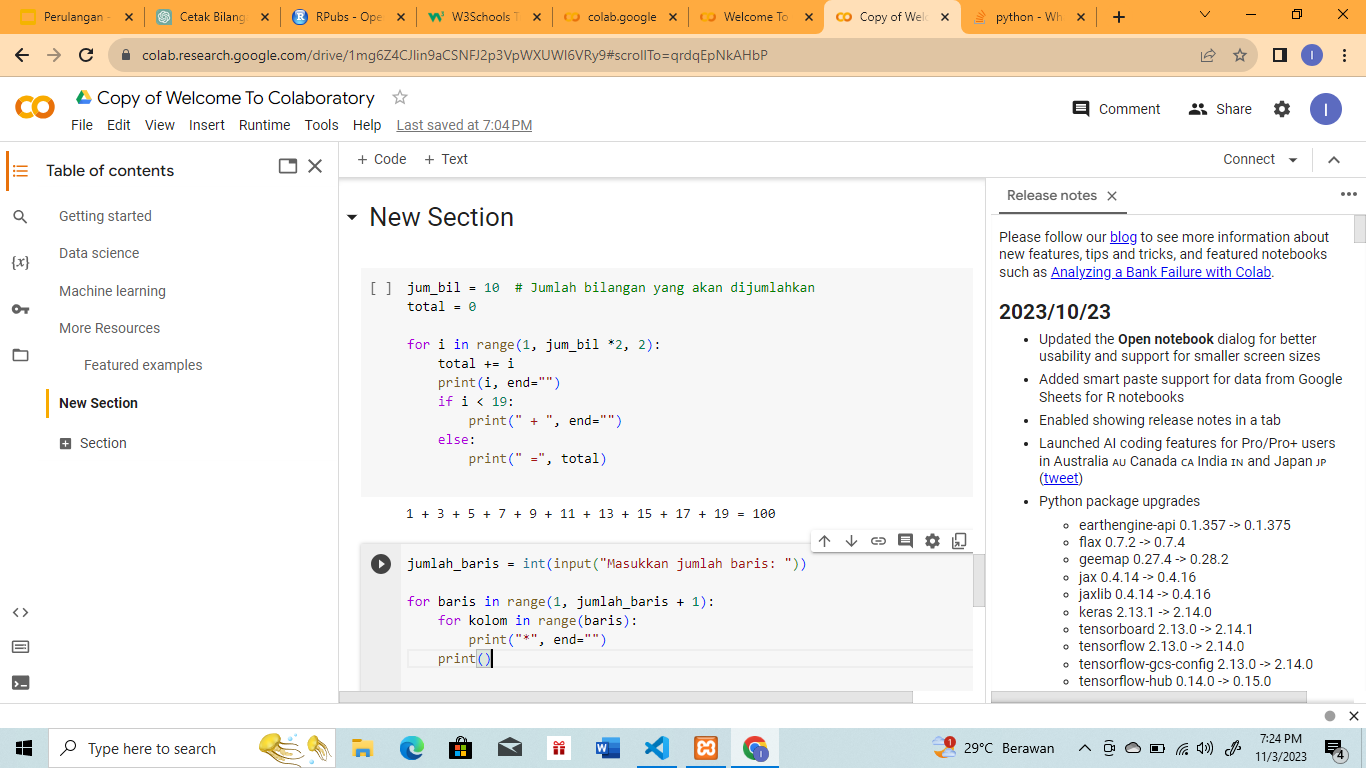 Perulangan -
Cetak Bilang
RPubs - Ope
W3Schools T
colab.google
Welcome To
Copy of Wel
python - Wh
colab.research.google.com/drive/1mg6Z4CJlin9aCSNFJ2p3VpWXUWI6VRy9#scrollTo=qrdqEpNkAHbP
I
Copy of Welcome To Colaboratory
File Edit View Insert Runtime Tools Help Last saved at 7:04 PM
Comment Share I
Table of contents
Getting started
Data science
Machine learning
More Resources
Featured examples
New Section
Section
+ Code + Text
Connect
New Section
[ ] jum_bil = 10  # Jumlah bilangan yang akan dijumlahkan
total = 0
for i in range(1, jum_bil *2, 2):
    total += i
    print(i, end="")
    if i < 19:
        print(" + ", end="")
    else:
        print(" =", total)
1 + 3 + 5 + 7 + 9 + 11 + 13 + 15 + 17 + 19 = 100
jumlah_baris = int(input("Masukkan jumlah baris: "))
for baris in range(1, jumlah_baris + 1):
    for kolom in range(baris):
        print("*", end="")
    print()
Release notes
Please follow our blog to see more information about
new features, tips and tricks, and featured notebooks
such as Analyzing a Bank Failure with Colab.
2023/10/23
• Updated the Open notebook dialog for better
usability and support for smaller screen sizes
• Added smart paste support for data from Google
Sheets for R notebooks
• Enabled showing release notes in a tab
• Launched AI coding features for Pro/Pro+ users
in Australia AU Canada CA India IN and Japan JP
(tweet)
• Python package upgrades
earthengine-api 0.1.357 -> 0.1.375
flax 0.7.2 -> 0.7.4
geemap 0.27.4 -> 0.28.2
jax 0.4.14 -> 0.4.16
jaxlib 0.4.14 -> 0.4.16
keras 2.13.1 -> 2.14.0
tensorboard 2.13.0 -> 2.14.1
tensorflow 2.13.0 -> 2.14.0
tensorflow-gcs-config 2.13.0 -> 2.14.0
tensorflow-hub 0.14.0 -> 0.15.0
Type here to search
29°C Berawan
7:24 PM
11/3/2023
4